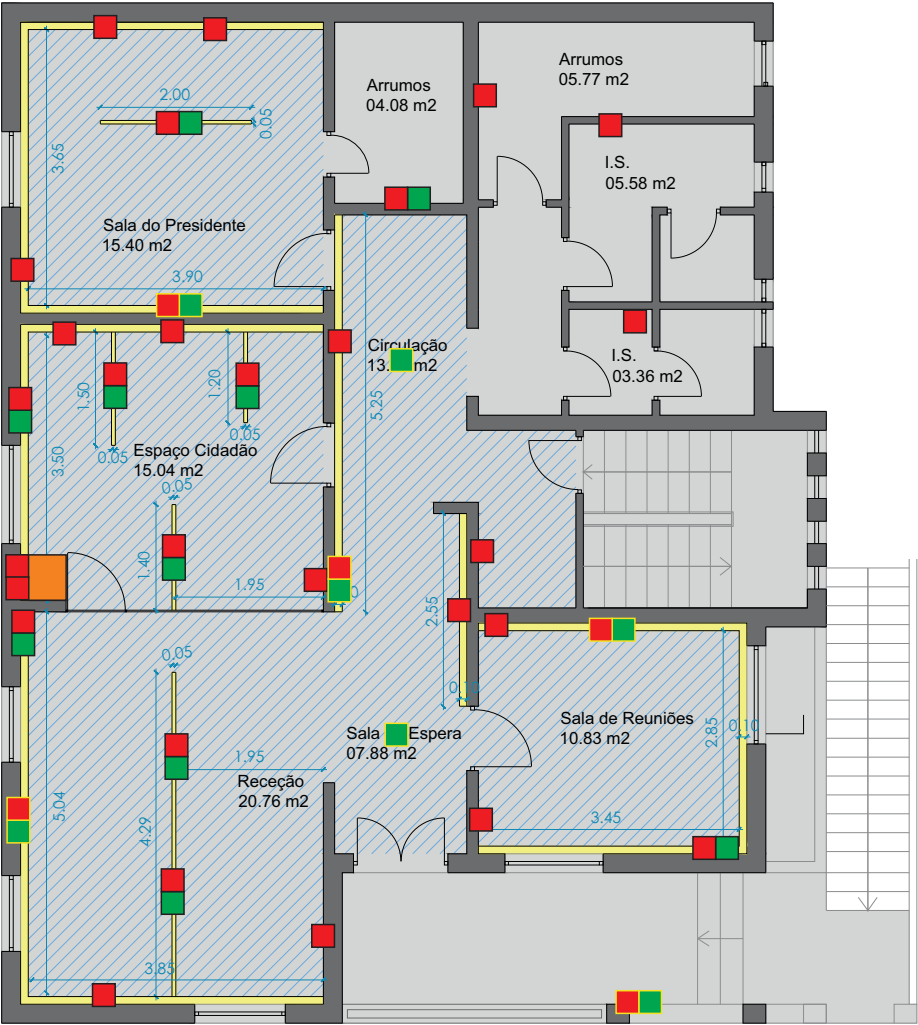 Arrumos
05.77 m2
Arrumos
04.08 m2
2.00
0.05
3.65
I.S.
05.58 m2
Sala do Presidente
15.40 m2
3.90
Circulação
13. m2
I.S.
03.36 m2
1.50
1.20
5.25
0.05
0.05
3.50
Espaço Cidadão
15.04 m2
0.05
1.40
1.95
2.55
0.05
0.10
Sala Espera
07.88 m2
Sala de Reuniões
10.83 m2
2.85
0.10
1.95
Receção
20.76 m2
5.04
4.29
3.45
3.85